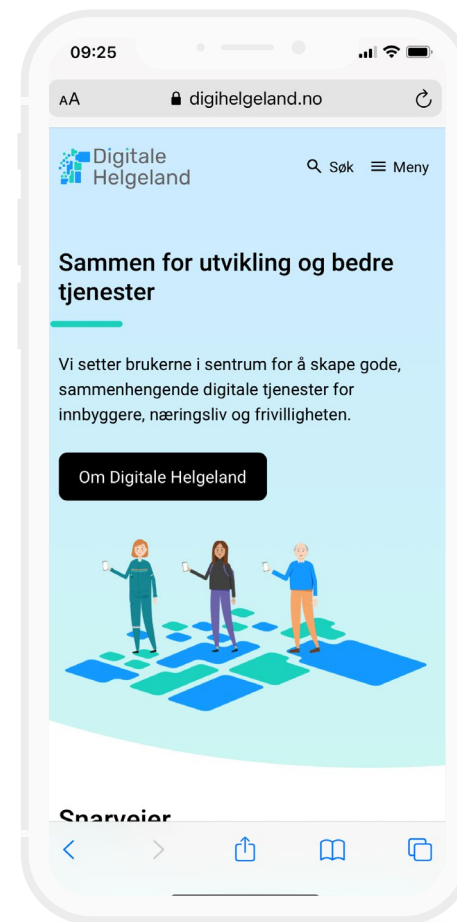 09:25
AA digihelgeland.no
Digitale
Helgeland
Søk Meny
Sammen for utvikling og bedre
tjenester
Vi setter brukerne i sentrum for å skape gode,
sammenhengende digitale tjenester for
innbyggere, næringsliv og frivilligheten.
Om Digitale Helgeland
Snarveier